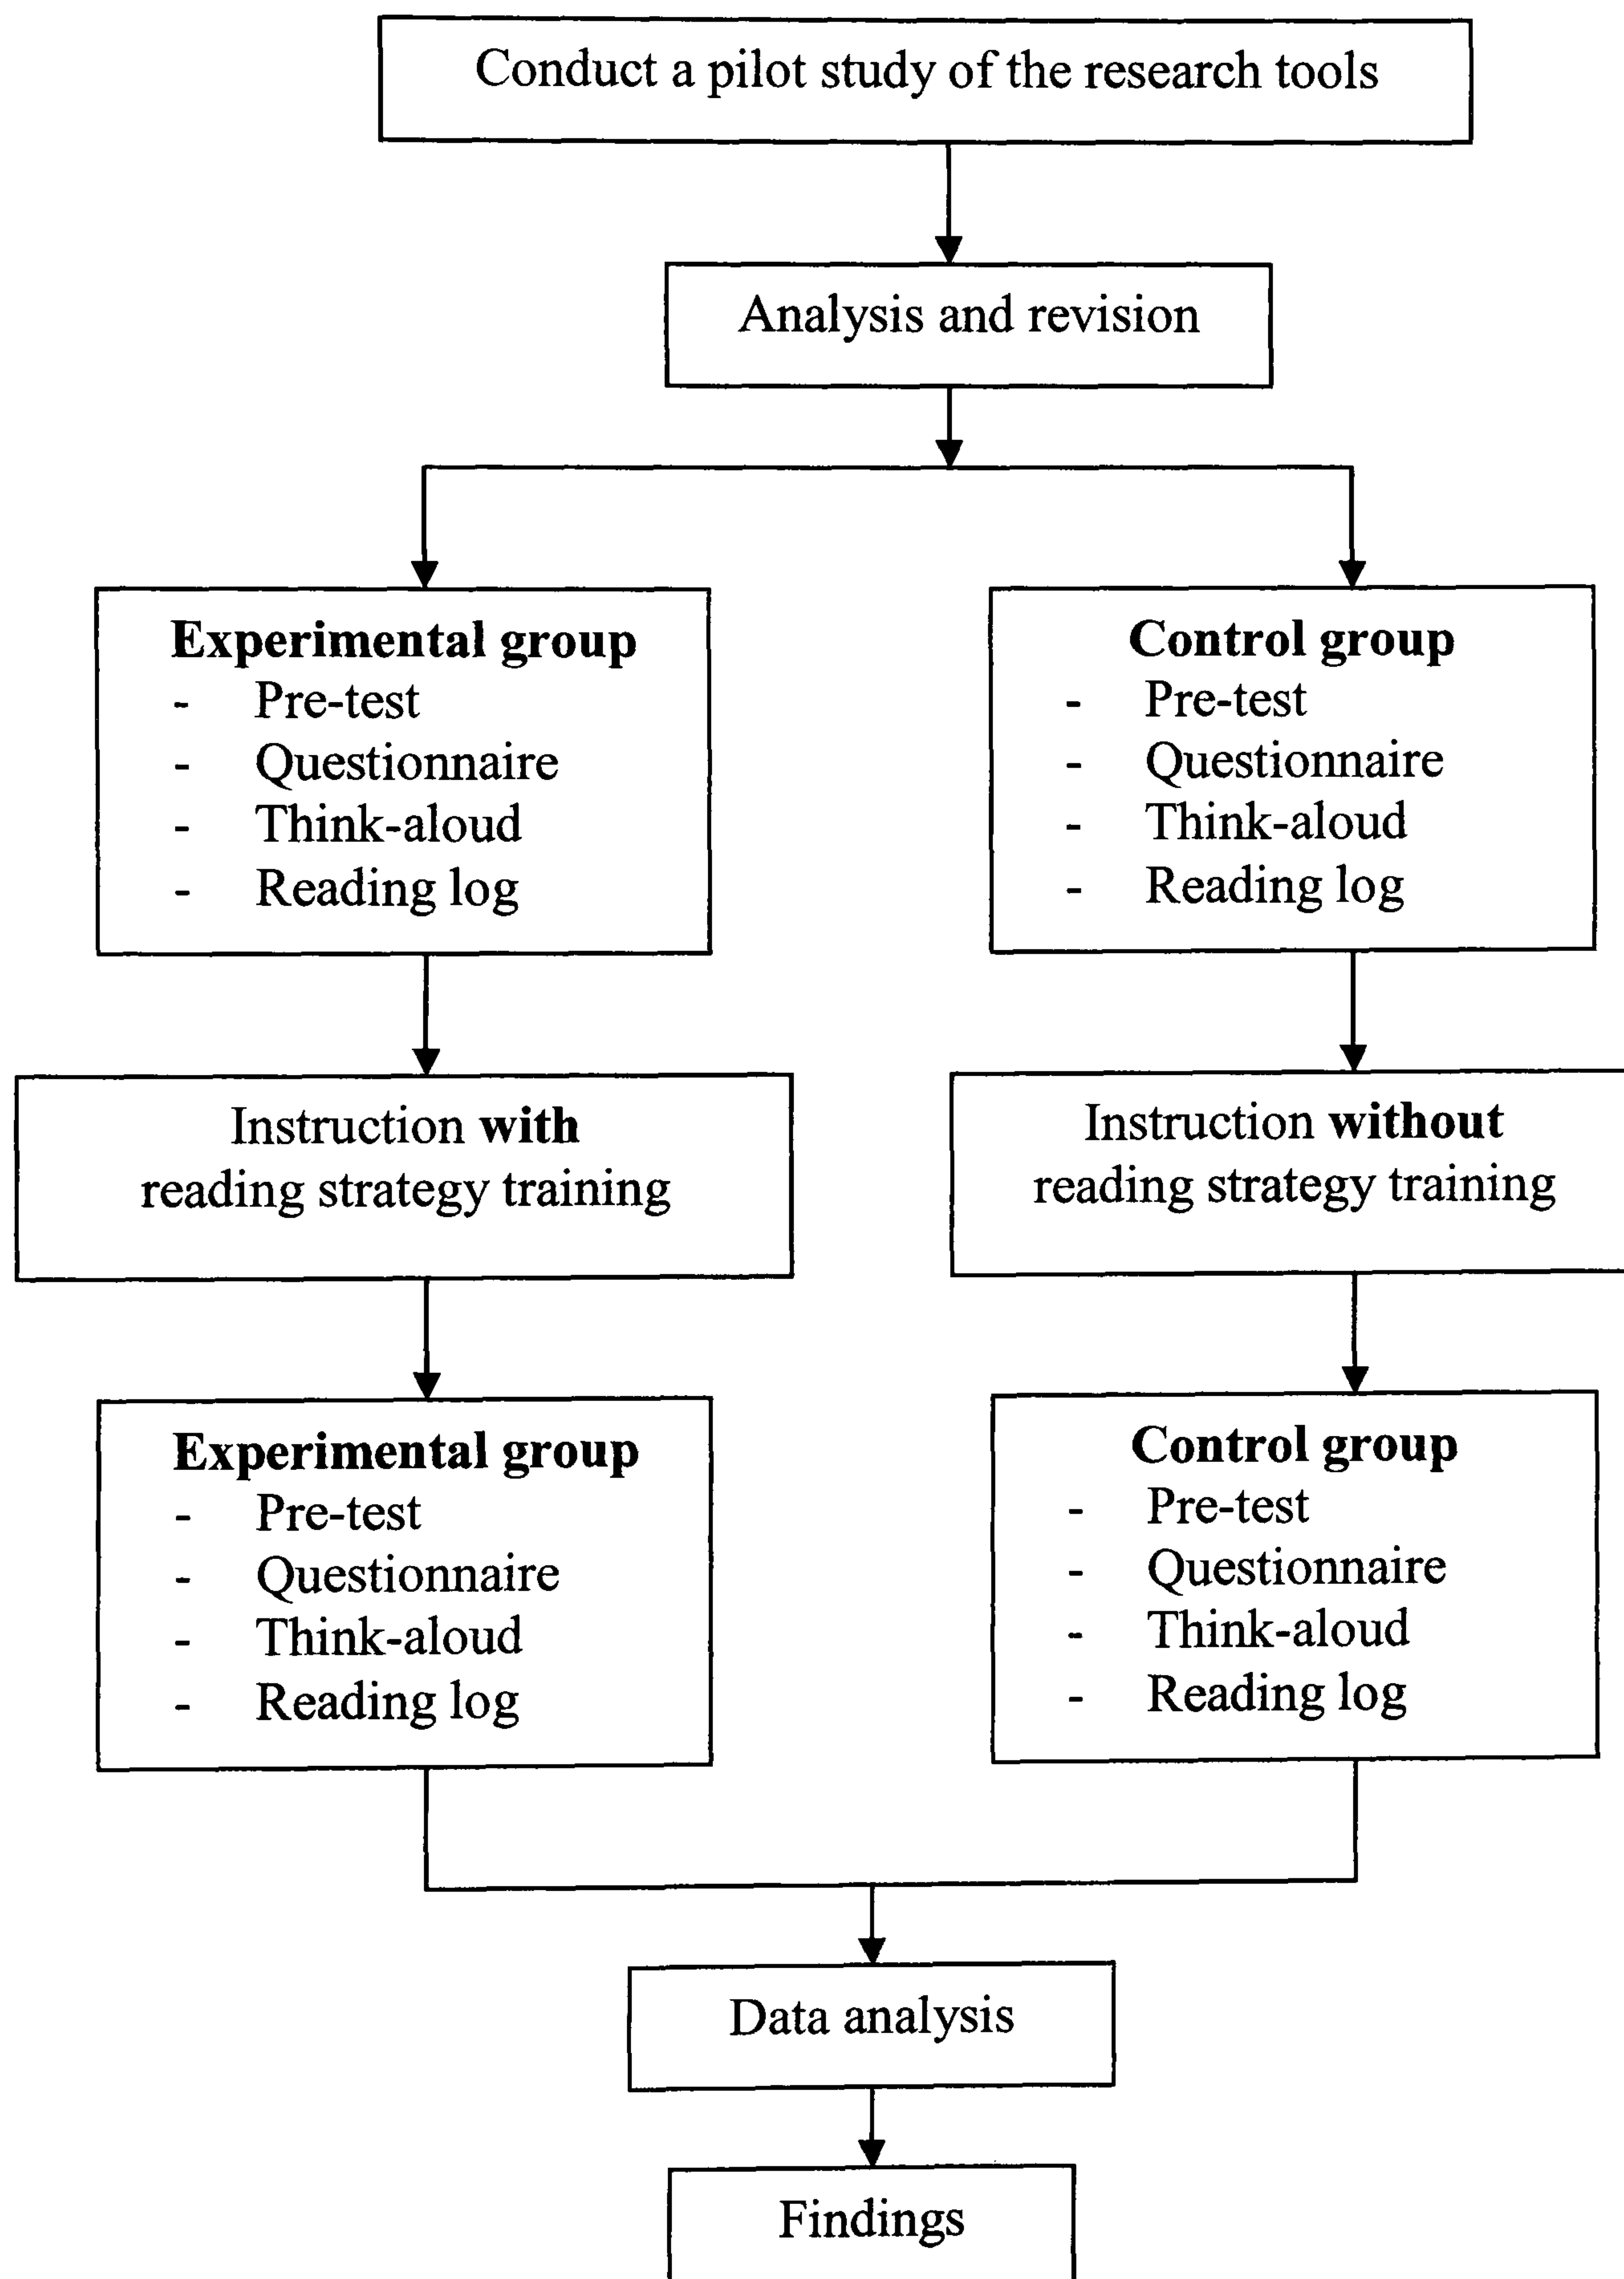 Conduct a pilot study of the research tools
Analysis and revision
Experimental group
- Pre-test
- Questionnaire
- Think-aloud
- Reading log
Control group
- Pre-test
- Questionnaire
- Think-aloud
- Reading log
Instruction with
reading strategy training
Instruction without
reading strategy training
Experimental group
- Pre-test
- Questionnaire
- Think-aloud
- Reading log
Control group
- Pre-test
- Questionnaire
- Think-aloud
- Reading log
Data analysis
Findings